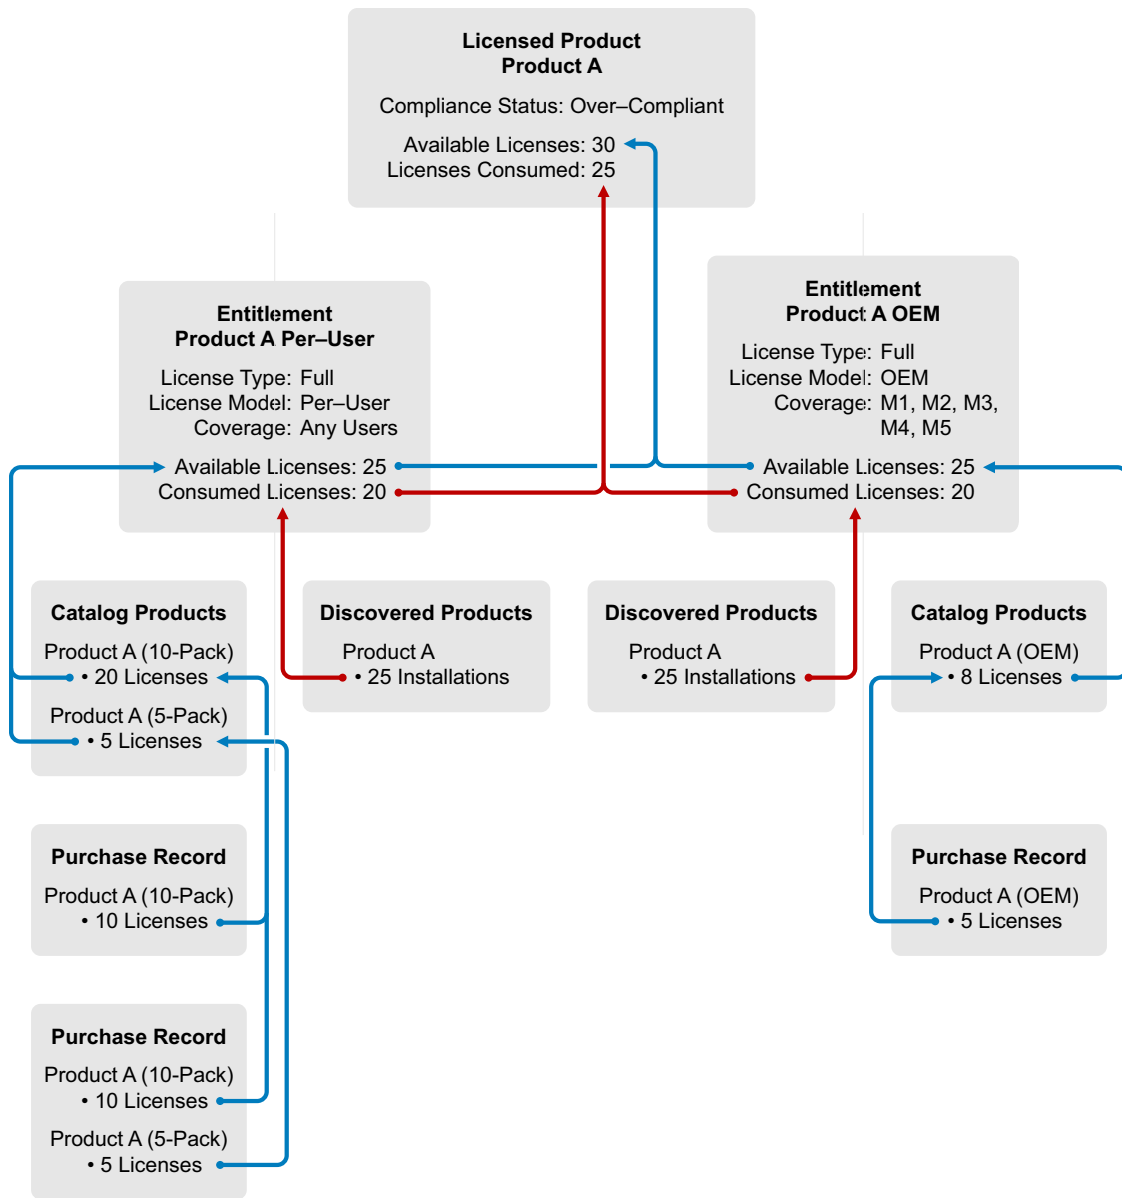 Licensed Product
Product A
Compliance Status: Over–Compliant
Available Licenses: 30
Licenses Consumed: 25
Entitlement
Product A Per–User
License Type: Full
License Model: Per–User
Coverage: Any Users
Available Licenses: 25
Consumed Licenses: 20
Entitlement
Product A OEM
License Type: Full
License Model: OEM
Coverage: M1, M2, M3,
M4, M5
Available Licenses: 25
Consumed Licenses: 20
Catalog Products
Product A (10-Pack)
• 20 Licenses
Product A (5-Pack)
• 5 Licenses
Discovered Products
Product A
• 25 Installations
Discovered Products
Product A
• 25 Installations
Catalog Products
Product A (OEM)
• 8 Licenses
Purchase Record
Product A (10-Pack)
• 10 Licenses
Purchase Record
Product A (OEM)
• 5 Licenses
Purchase Record
Product A (10-Pack)
• 10 Licenses
Product A (5-Pack)
• 5 Licenses